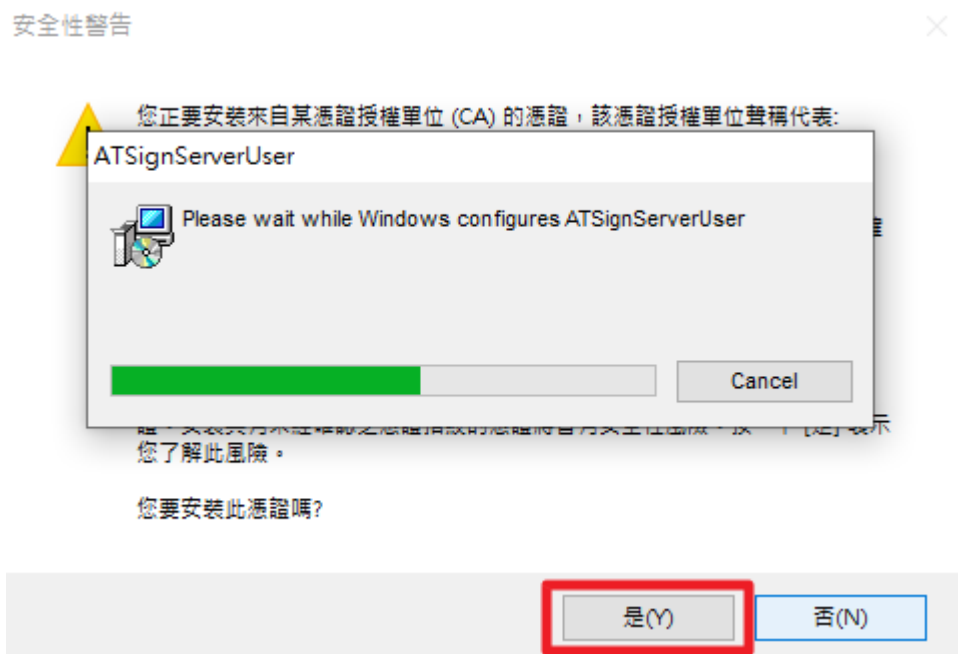 安全性警告
您正要安裝來自某憑證授權單位 (CA) 的憑證，該憑證授權單位聲稱代表:
ATSignServerUser
Please wait while Windows configures ATSignServerUser
Cancel
[是] 表示
您了解此風險。
您要安裝此憑證嗎?
是(Y)
否(N)